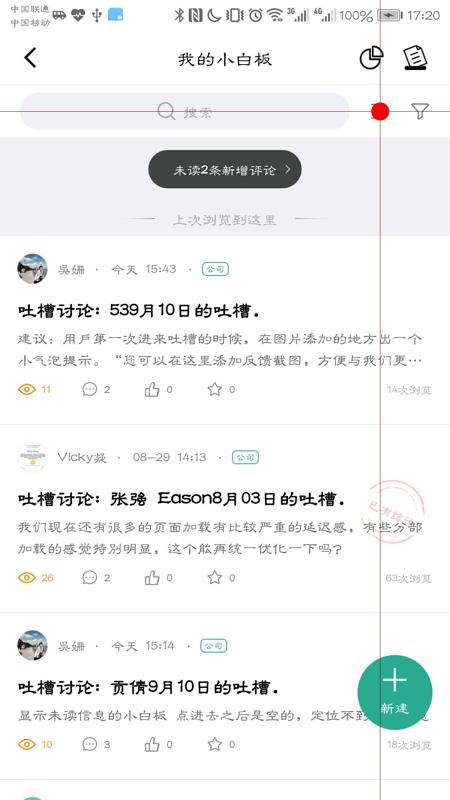 中国联通
中国移动
3G 4G 100% 17:20
我的小白板
搜索
未读2条新增评论
上次浏览到这里
吳姗 · 今天 15:43 · 公司
吐槽讨论：539月10日的吐槽.
建议：用户第一次进来吐槽的时候，在图片添加的地方出一个
小气泡提示。“您可以在这里添加反馈截图，方便与我们更…
11 2 0 0 14次浏览
Vicky凝 · 08-29 14:13 · 公司
吐槽讨论：张强 Eason8月03日的吐槽.
我们现在还有很多的页面加载有比较严重的延迟感，有些分部
加载的感觉特别明显，这个能再统一优化一下吗？
26 2 0 0 63次浏览
吳姗 · 今天 15:14 · 公司
吐槽讨论：贡倩9月10日的吐槽.
显示未读信息的小白板 点进去之后是空的，定位不到
10 3 0 0 18次浏览
新建